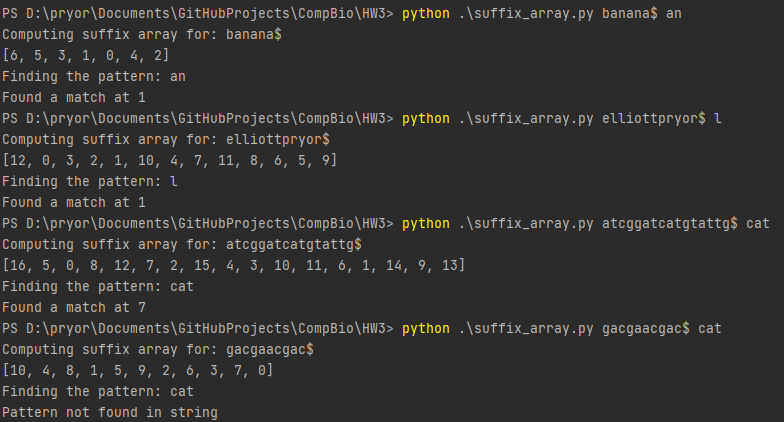 PS D:\pryor\Documents\GitHubProjects\CompBio\HW3> python .\suffix_array.py banana$ an
Computing suffix array for: banana$
[6, 5, 3, 1, 0, 4, 2]
Finding the pattern: an
Found a match at 1
PS D:\pryor\Documents\GitHubProjects\CompBio\HW3> python .\suffix_array.py elliottpryor$ l
Computing suffix array for: elliottpryor$
[12, 0, 3, 2, 1, 10, 4, 7, 11, 8, 6, 5, 9]
Finding the pattern: l
Found a match at 1
PS D:\pryor\Documents\GitHubProjects\CompBio\HW3> python .\suffix_array.py atcggatcatgtattg$ cat
Computing suffix array for: atcggatcatgtattg$
[16, 5, 0, 8, 12, 7, 2, 15, 4, 3, 10, 11, 6, 1, 14, 9, 13]
Finding the pattern: cat
Found a match at 7
PS D:\pryor\Documents\GitHubProjects\CompBio\HW3> python .\suffix_array.py gacgaacgac$ cat
Computing suffix array for: gacgaacgac$
[10, 4, 8, 1, 5, 9, 2, 6, 3, 7, 0]
Finding the pattern: cat
Pattern not found in string